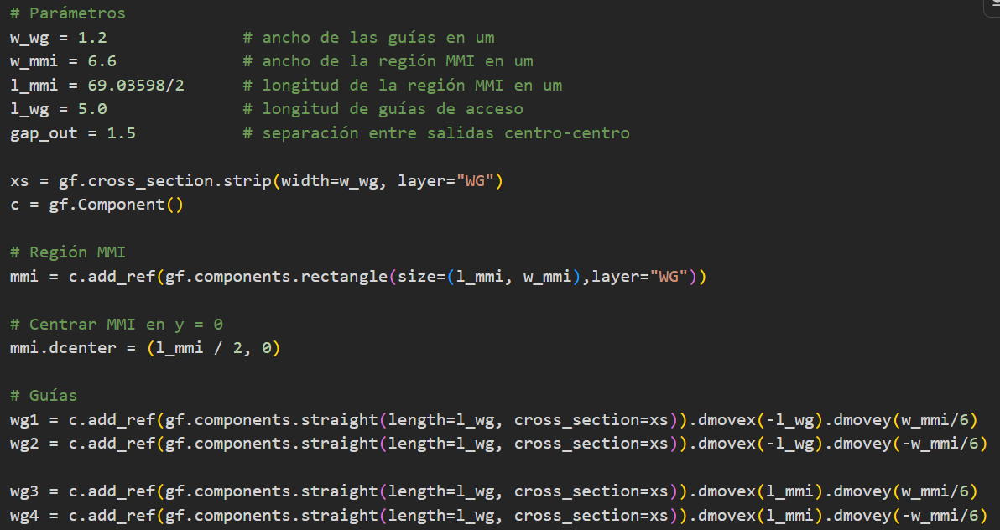 # Parámetros
w_wg = 1.2 # ancho de las guías en um
w_mmi = 6.6 # ancho de la región MMI en um
l_mmi = 69.03598/2 # longitud de la región MMI en um
l_wg = 5.0 # longitud de guías de acceso
gap_out = 1.5 # separación entre salidas centro-centro
xs = gf.cross_section.strip(width=w_wg, layer="WG")
c = gf.Component()
# Región MMI
mmi = c.add_ref(gf.components.rectangle(size=(l_mmi, w_mmi),layer="WG"))
# Centrar MMI en y = 0
mmi.dcenter = (l_mmi / 2, 0)
# Guías
wg1 = c.add_ref(gf.components.straight(length=l_wg, cross_section=xs)).dmovex(-l_wg).dmovey(w_mmi/6)
wg2 = c.add_ref(gf.components.straight(length=l_wg, cross_section=xs)).dmovex(-l_wg).dmovey(-w_mmi/6)
wg3 = c.add_ref(gf.components.straight(length=l_wg, cross_section=xs)).dmovex(l_mmi).dmovey(w_mmi/6)
wg4 = c.add_ref(gf.components.straight(length=l_wg, cross_section=xs)).dmovex(l_mmi).dmovey(-w_mmi/6)